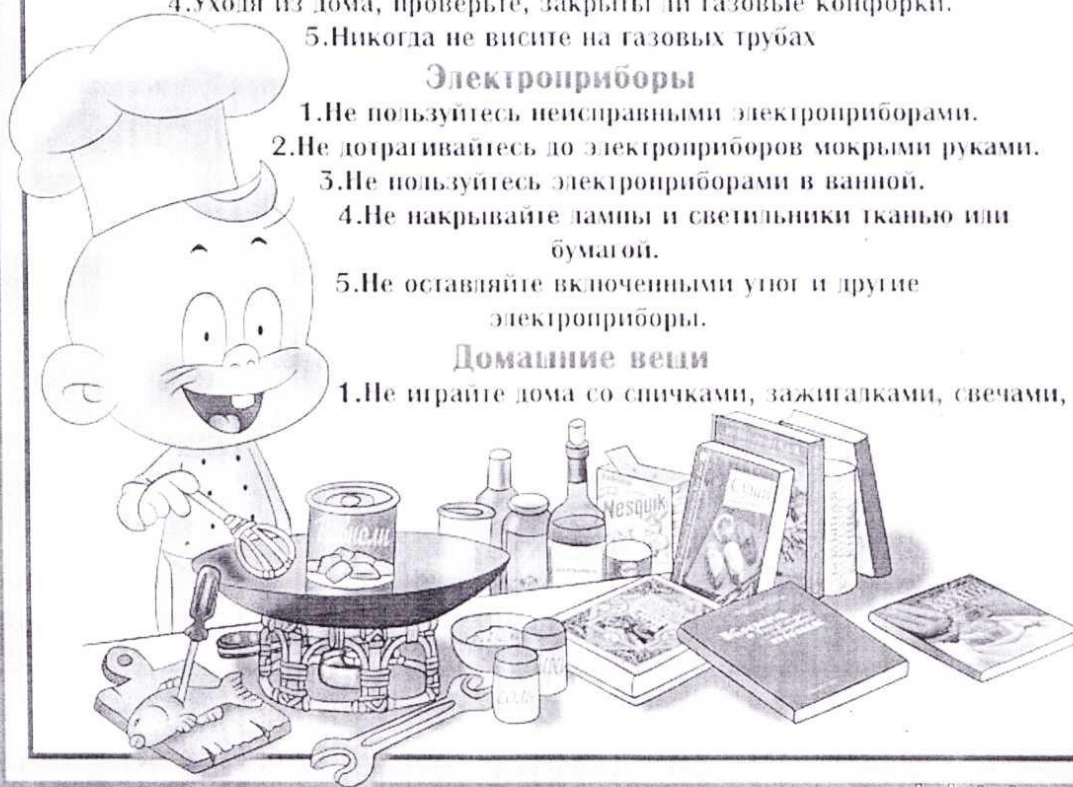 4.Уходя из дома, проверьте, закрыты ли газовые конфорки.
5.Никогда не висите на газовых трубах
Электроприборы
1.Не пользуйтесь неисправными электроприборами.
2.Не дотрагивайтесь до электроприборов мокрыми руками.
3.Не пользуйтесь электроприборами в ванной.
4.Не накрывайте лампы и светильники тканью или
бумагой.
5.Не оставляйте включенными утюг и другие
электроприборы.
Домашние вещи
1.Не играйте дома со спичками, зажигалками, свечами,
Nesquik
СОЛЬ